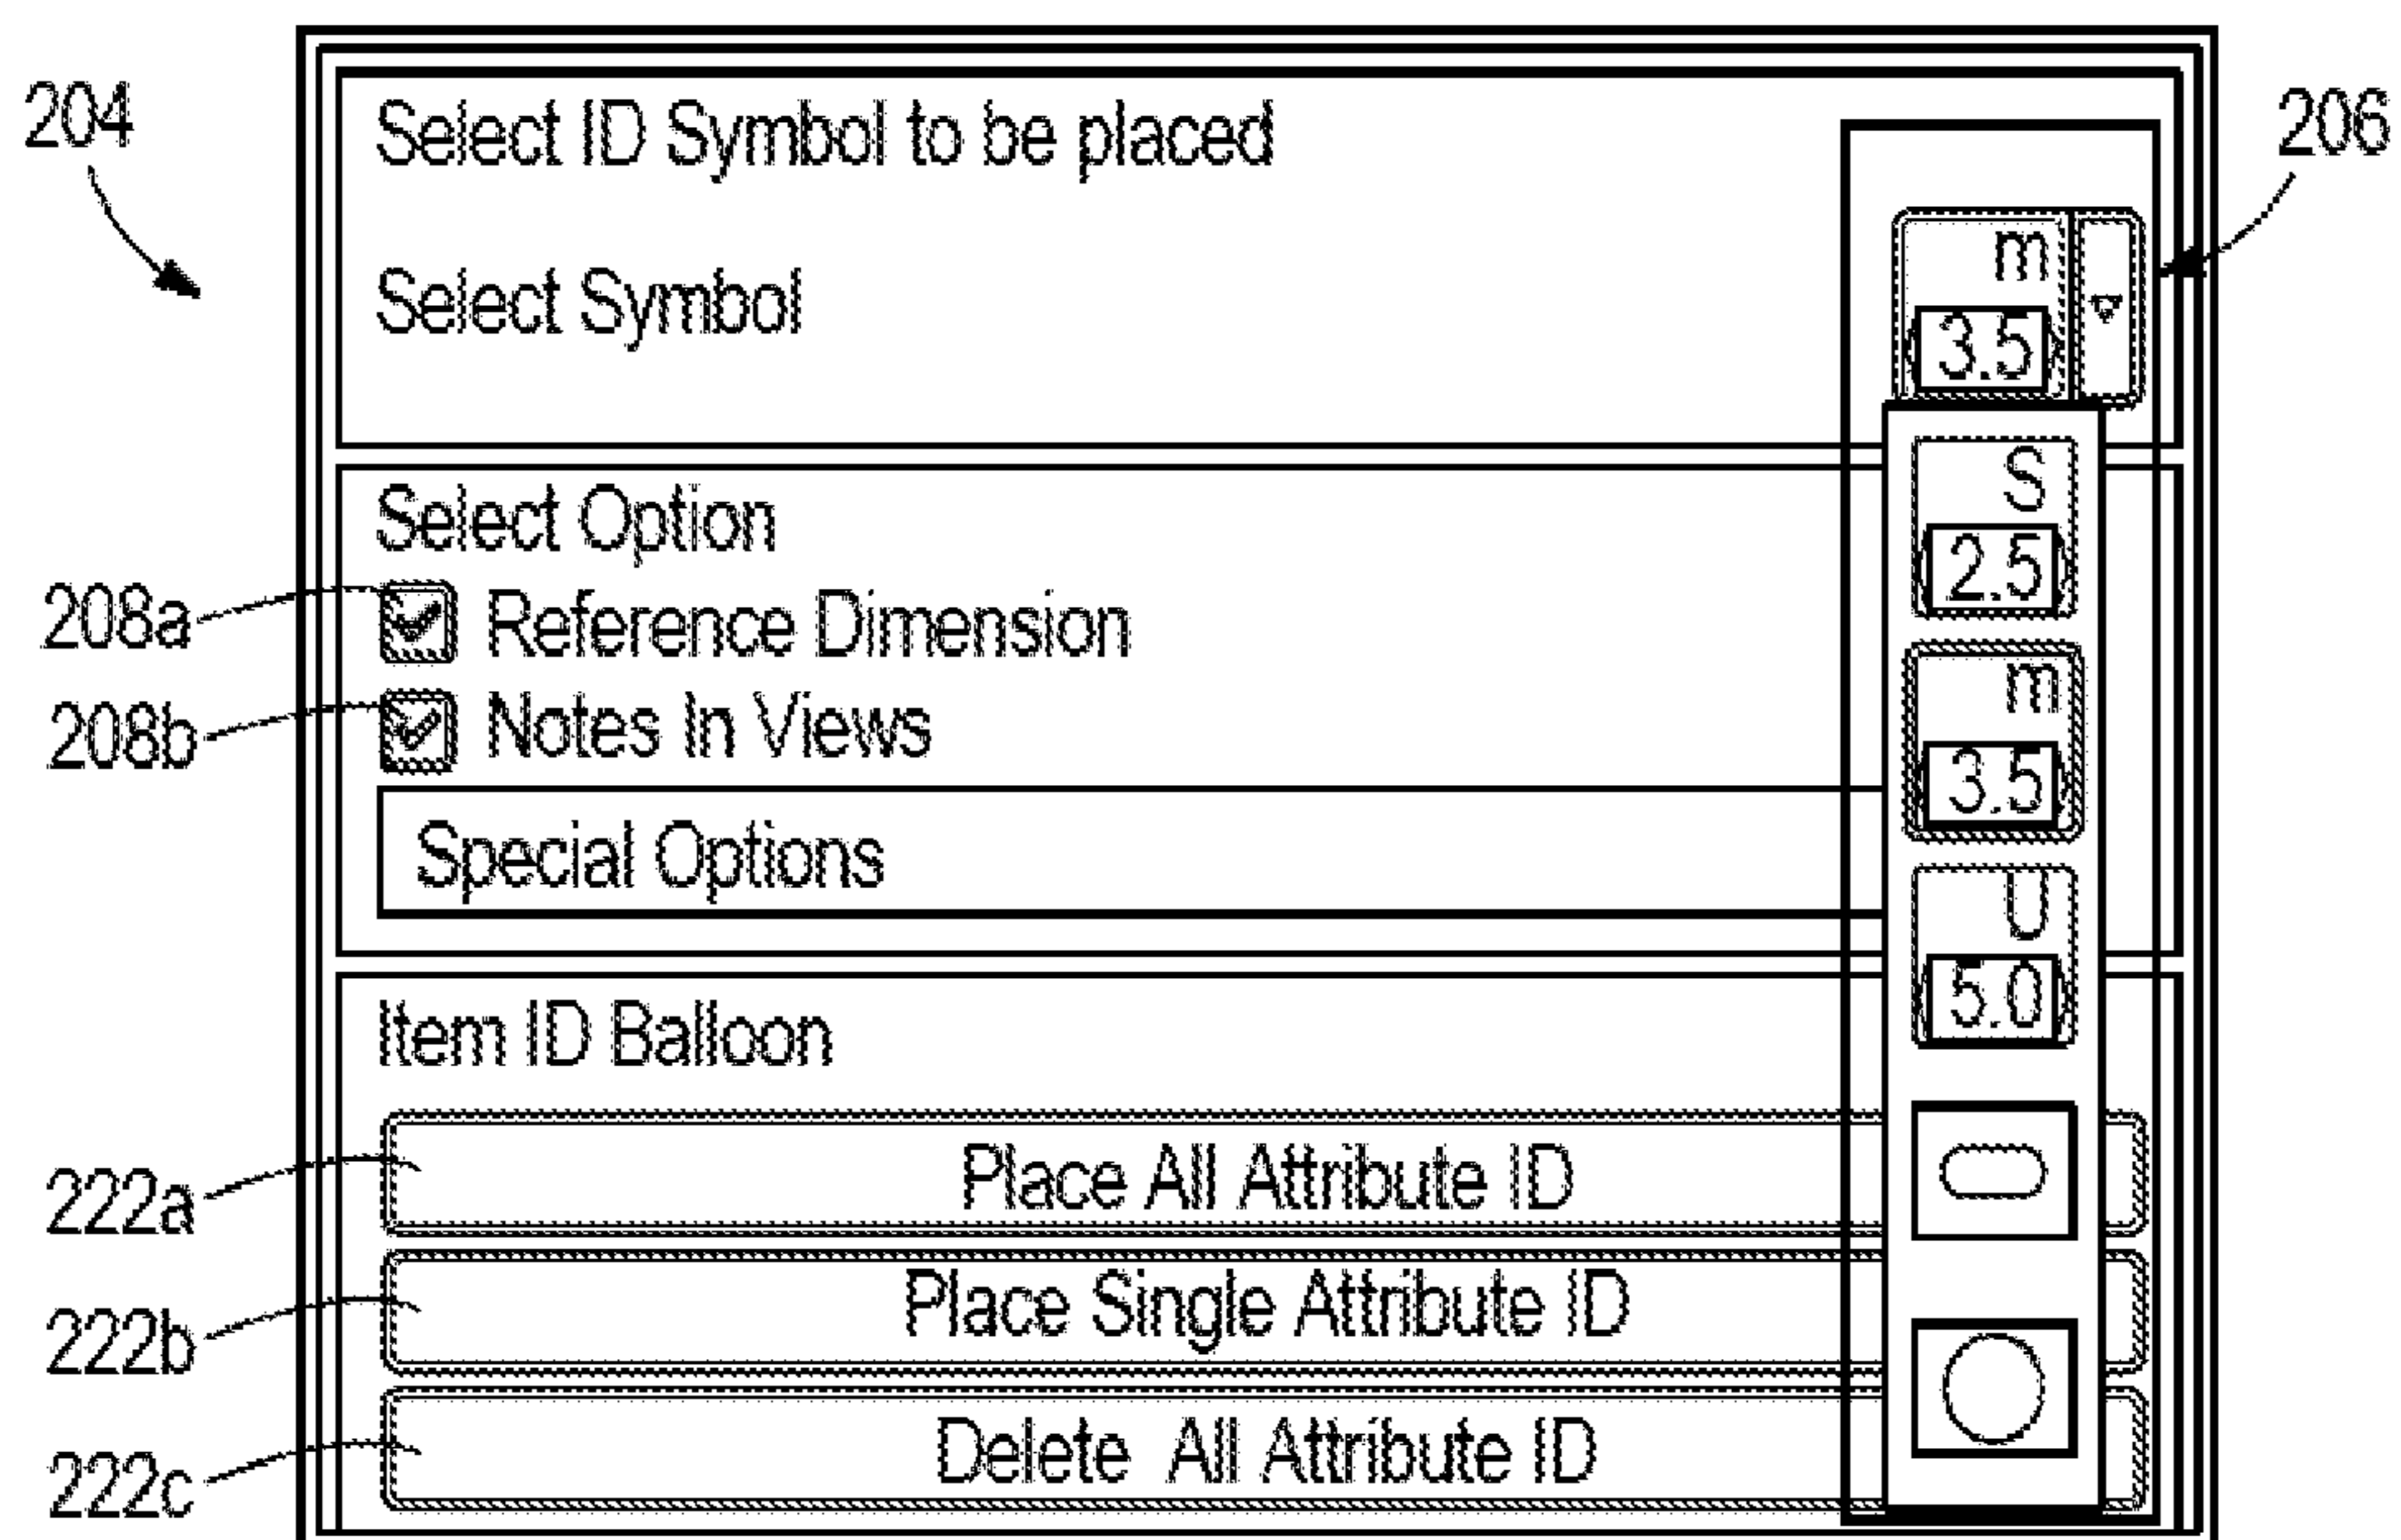 204
Select ID Symbol to be placed
206
m
Select Symbol
3.5
S
Select Option
2.5
208a
Reference Dimension
m
208b
Notes In Views
3.5
Special Options
U
5.0
Item ID Balloon
222a
Place All Attribute ID
222b
Place Single Attribute ID
222c
Delete All Attribute ID